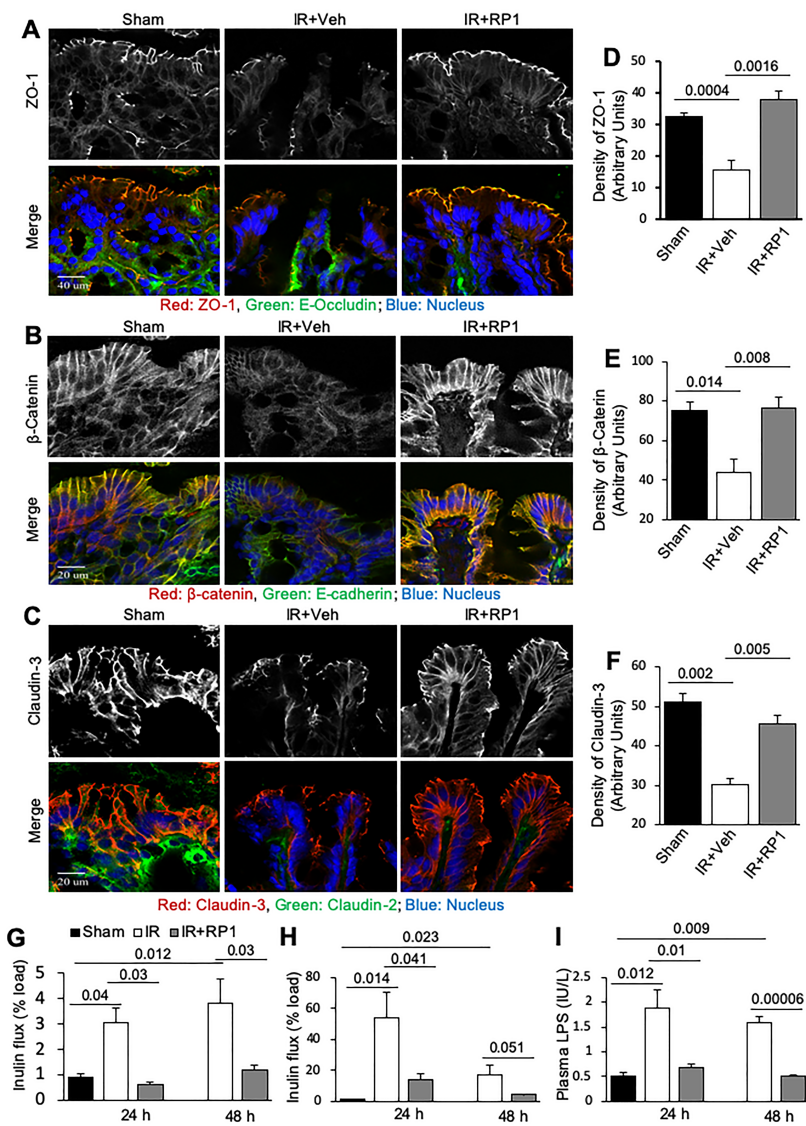 A
Sham
IR+Veh
IR+RP1
ZO-1
Merge
40 um
Red: ZO-1, Green: E-Occludin; Blue: Nucleus
D
Density of ZO-1
(Arbitrary Units)
50
40
30
20
10
0
0.0004
0.0016
Sham
IR+Veh
IR+RP1
B
Sham
IR+Veh
IR+RP1
β-Catenin
Merge
20 um
Red: β-catenin, Green: E-cadherin; Blue: Nucleus
E
Density of β-Caterin
(Arbitrary Units)
100
80
60
40
20
0.014
0.008
Sham
IR+Veh
IR+RP1
C
Sham
IR+Veh
IR+RP1
Claudin-3
Merge
20 um
Red: Claudin-3, Green: Claudin-2; Blue: Nucleus
F
Density of Claudin-3
(Arbitrary Units)
60
50
40
30
20
0.002
0.005
Sham
IR+Veh
IR+RP1
G
Sham IR IR+RP1
Inulin flux (% load)
5
4
3
2
1
0
0.012
0.03
0.03
0.04
24 h
48 h
H
Inulin flux (% load)
80
60
40
20
0
0.023
0.041
0.014
0.051
24 h
48 h
I
Plasma LPS (IU/L)
2.5
2
1.5
1
0.5
0
0.009
0.01
0.012
0.00006
24 h
48 h